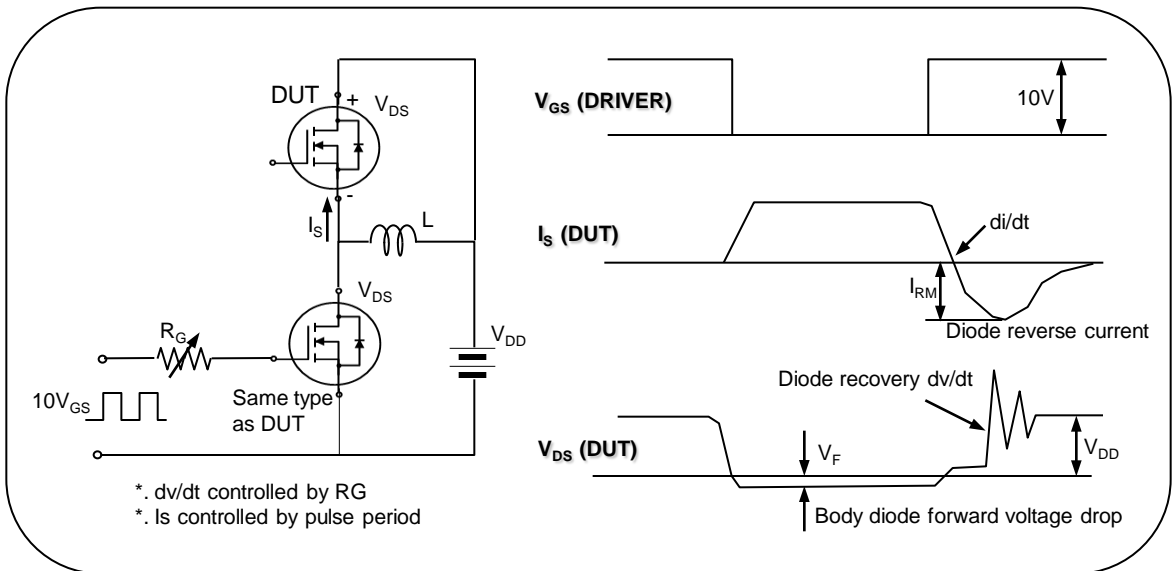 DUT
+
V_DS
-
I_S
L
V_DS
R_G
V_DD
10V_GS
Same type
as DUT
*. dv/dt controlled by RG
*. Is controlled by pulse period
V_GS (DRIVER)
10V
I_S (DUT)
di/dt
I_RM
Diode reverse current
Diode recovery dv/dt
V_DS (DUT)
V_F
V_DD
Body diode forward voltage drop